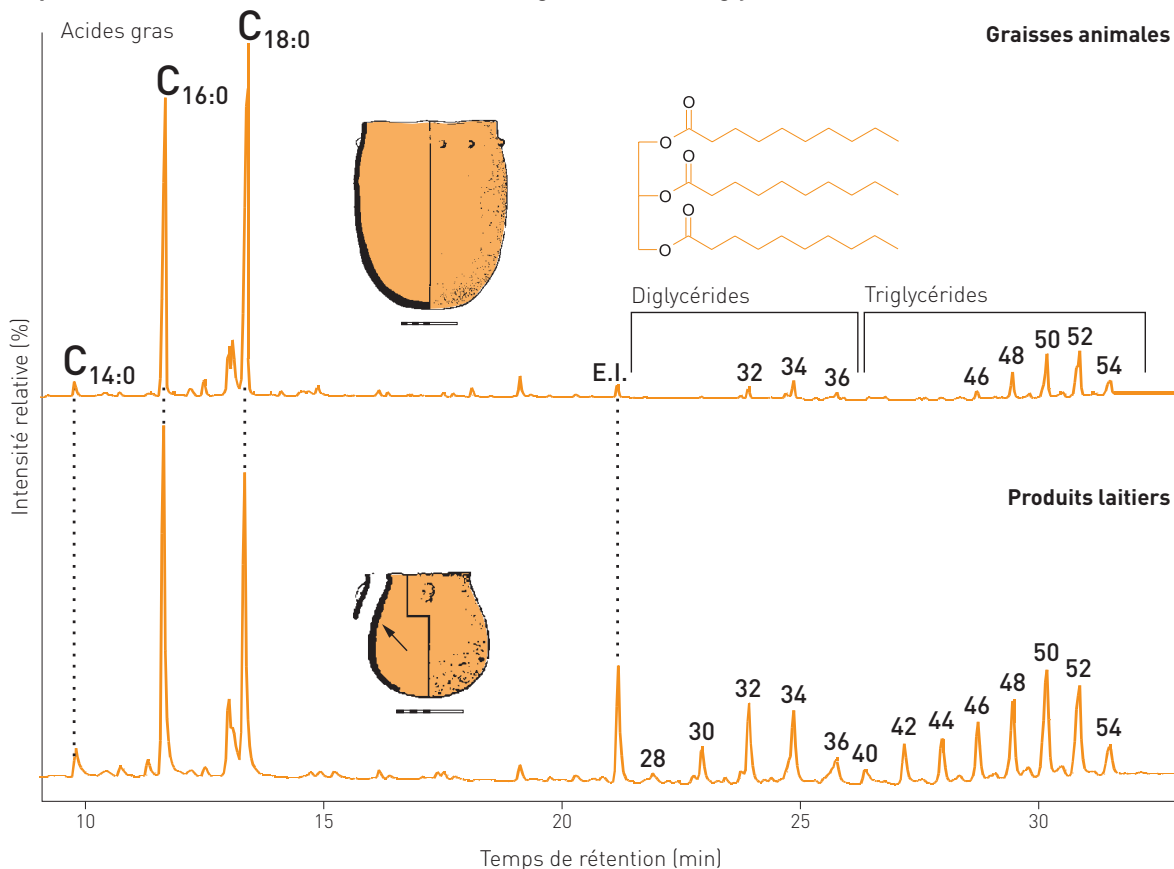 Acides gras
Graisses animales
C18:0
C16:0
O
O
O
O
O
O
Diglycérides
Triglycérides
C14:0
E.I.
32
34
36
46
48
50
52
54
Intensité relative (%)
Produits laitiers
28
30
32
34
36
40
42
44
46
48
50
52
54
10
15
20
25
30
Temps de rétention (min)